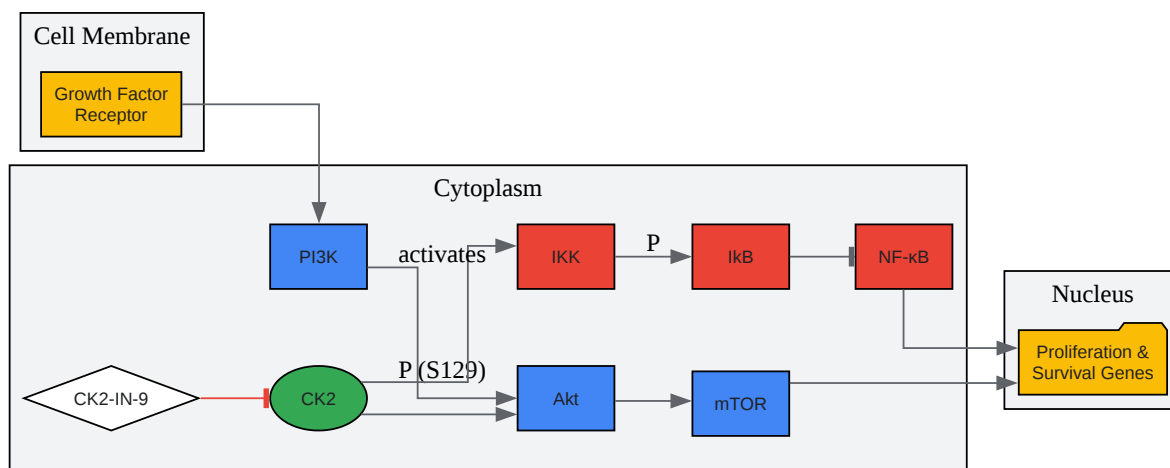 Cell Membrane
Growth Factor
Receptor
Cytoplasm
PI3K
activates
IKK
P
IkB
NF-κB
Nucleus
Proliferation &
Survival Genes
CK2-IN-9
CK2
P (S129)
Akt
mTOR